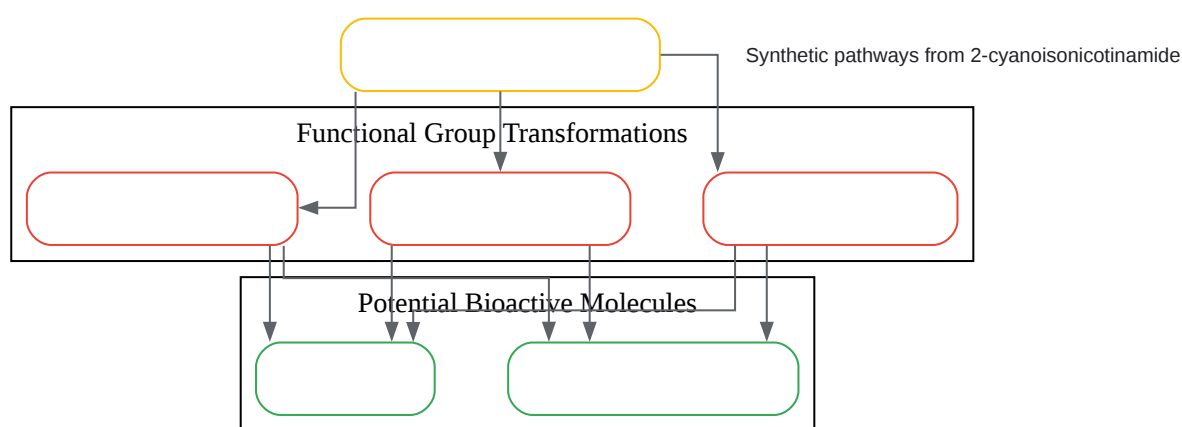 Synthetic pathways from 2-cyanoisonicotinamide
Functional Group Transformations
Potential Bioactive Molecules